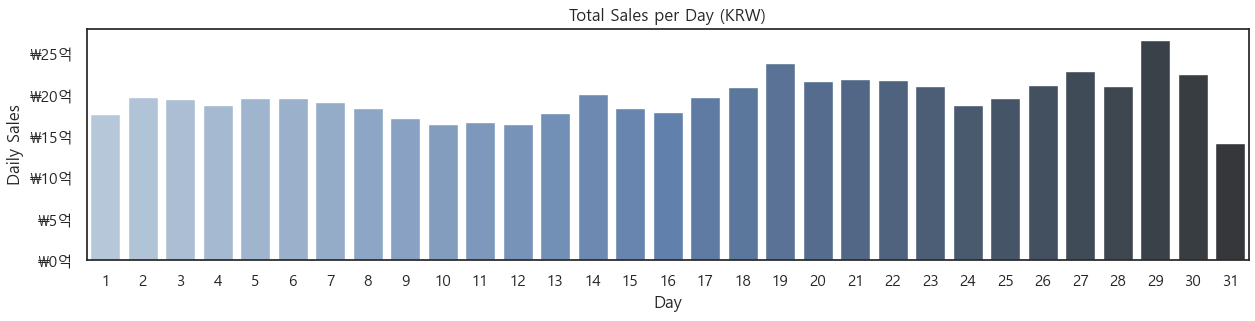 Total Sales per Day (KRW)
₩25억
₩20억
₩15억
₩10억
₩5억
₩0억
Daily Sales
1 2 3 4 5 6 7 8 9 10 11 12 13 14 15 16 17 18 19 20 21 22 23 24 25 26 27 28 29 30 31
Day